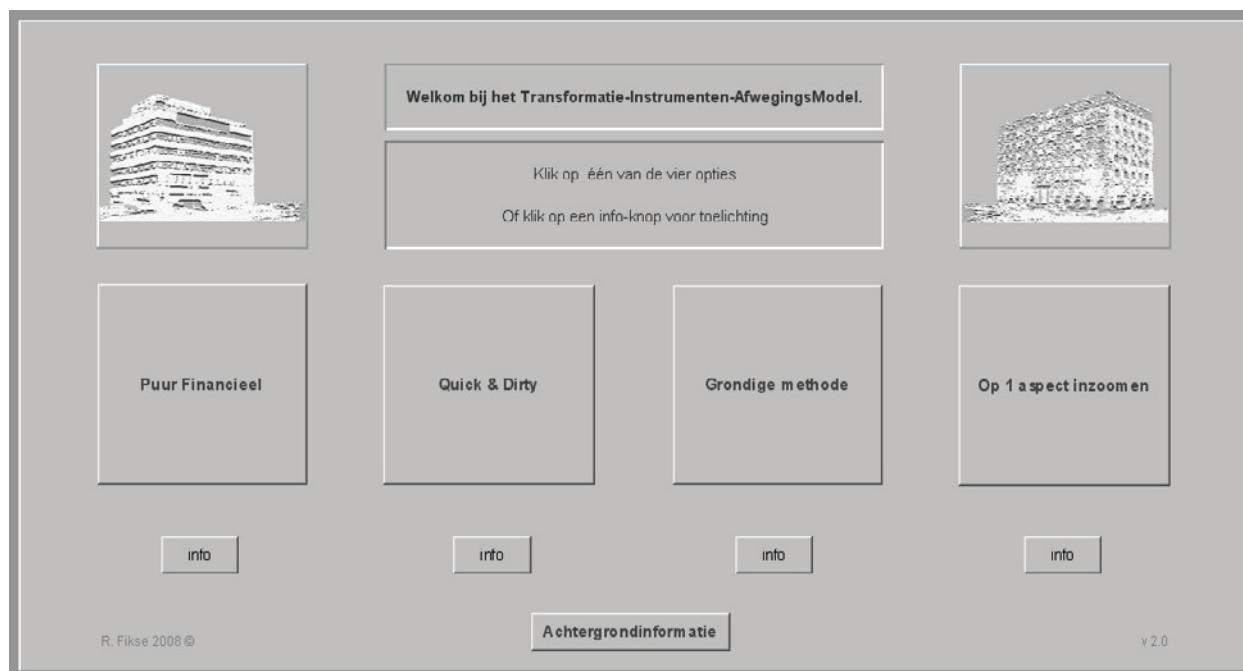 Welkom bij het Transformatie-Instrumenten-AfwegingsModel.
Klik op één van de vier opties
Of klik op een info-knop voor toelichting
Puur Financieel
Quick & Dirty
Grondige methode
Op 1 aspect inzoomen
info
info
info
info
Achtergrondinformatie
R. Fikse 2008 ©
v 2.0